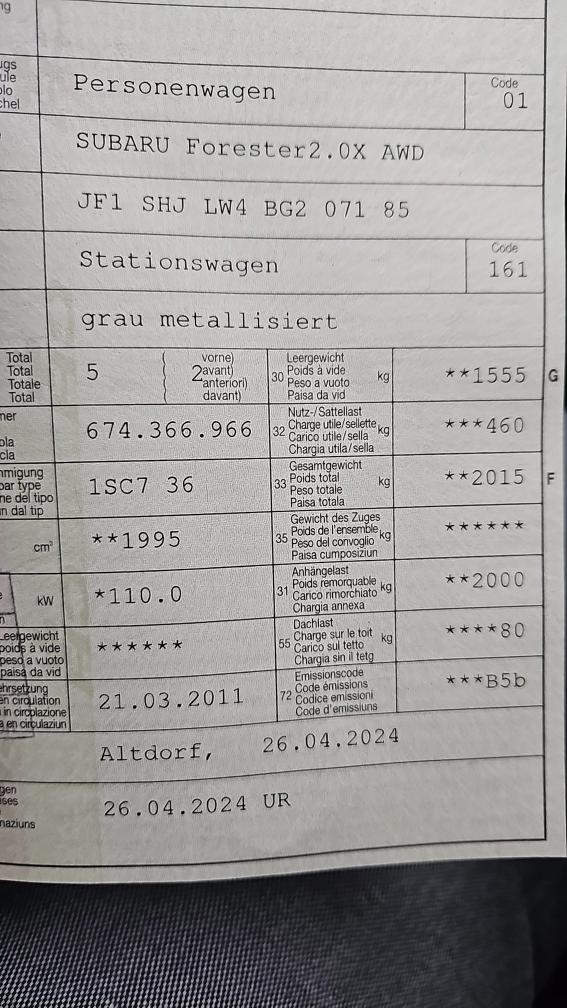 ng
ugs
ule
olo
chel
Personenwagen
Code
01
SUBARU Forester2.0X AWD
JF1 SHJ LW4 BG2 071 85
Stationswagen
Code
161
grau metallisiert
Total
Total
Totale
Total
5
2
vorne)
avant)
anteriori)
davant)
30
Leergewicht
Poids à vide
Peso a vuoto
Paisa da vid
kg
**1555
G
ner
ola
cla
674.366.966
32
Nutz-/Sattellast
Charge utile/sellette
Carico utile/sella
Chargia utila/sella
kg
***460
hmigung
par type
ne del tipo
n dal tip
1SC7 36
33
Gesamtgewicht
Poids total
Peso totale
Paisa totala
kg
**2015
F
cm³
**1995
35
Gewicht des Zuges
Poids de l'ensemble
Peso del convoglio
Paisa cumposiziun
kg
******
kW
*110.0
31
Anhängelast
Poids remorquable
Carico rimorchiato
Chargia annexa
kg
**2000
Leergewicht
poids à vide
peso a vuoto
paisa da vid
******
55
Dachlast
Charge sur le toit
Carico sul tetto
Chargia sin il tetg
kg
****80
ehrsetzung
en circulation
in circolazione
a en circulaziun
21.03.2011
72
Emissionscode
Code émissions
Codice emissioni
Code d'emissiuns
***B5b
Altdorf, 26.04.2024
gen
ses
naziuns
26.04.2024 UR